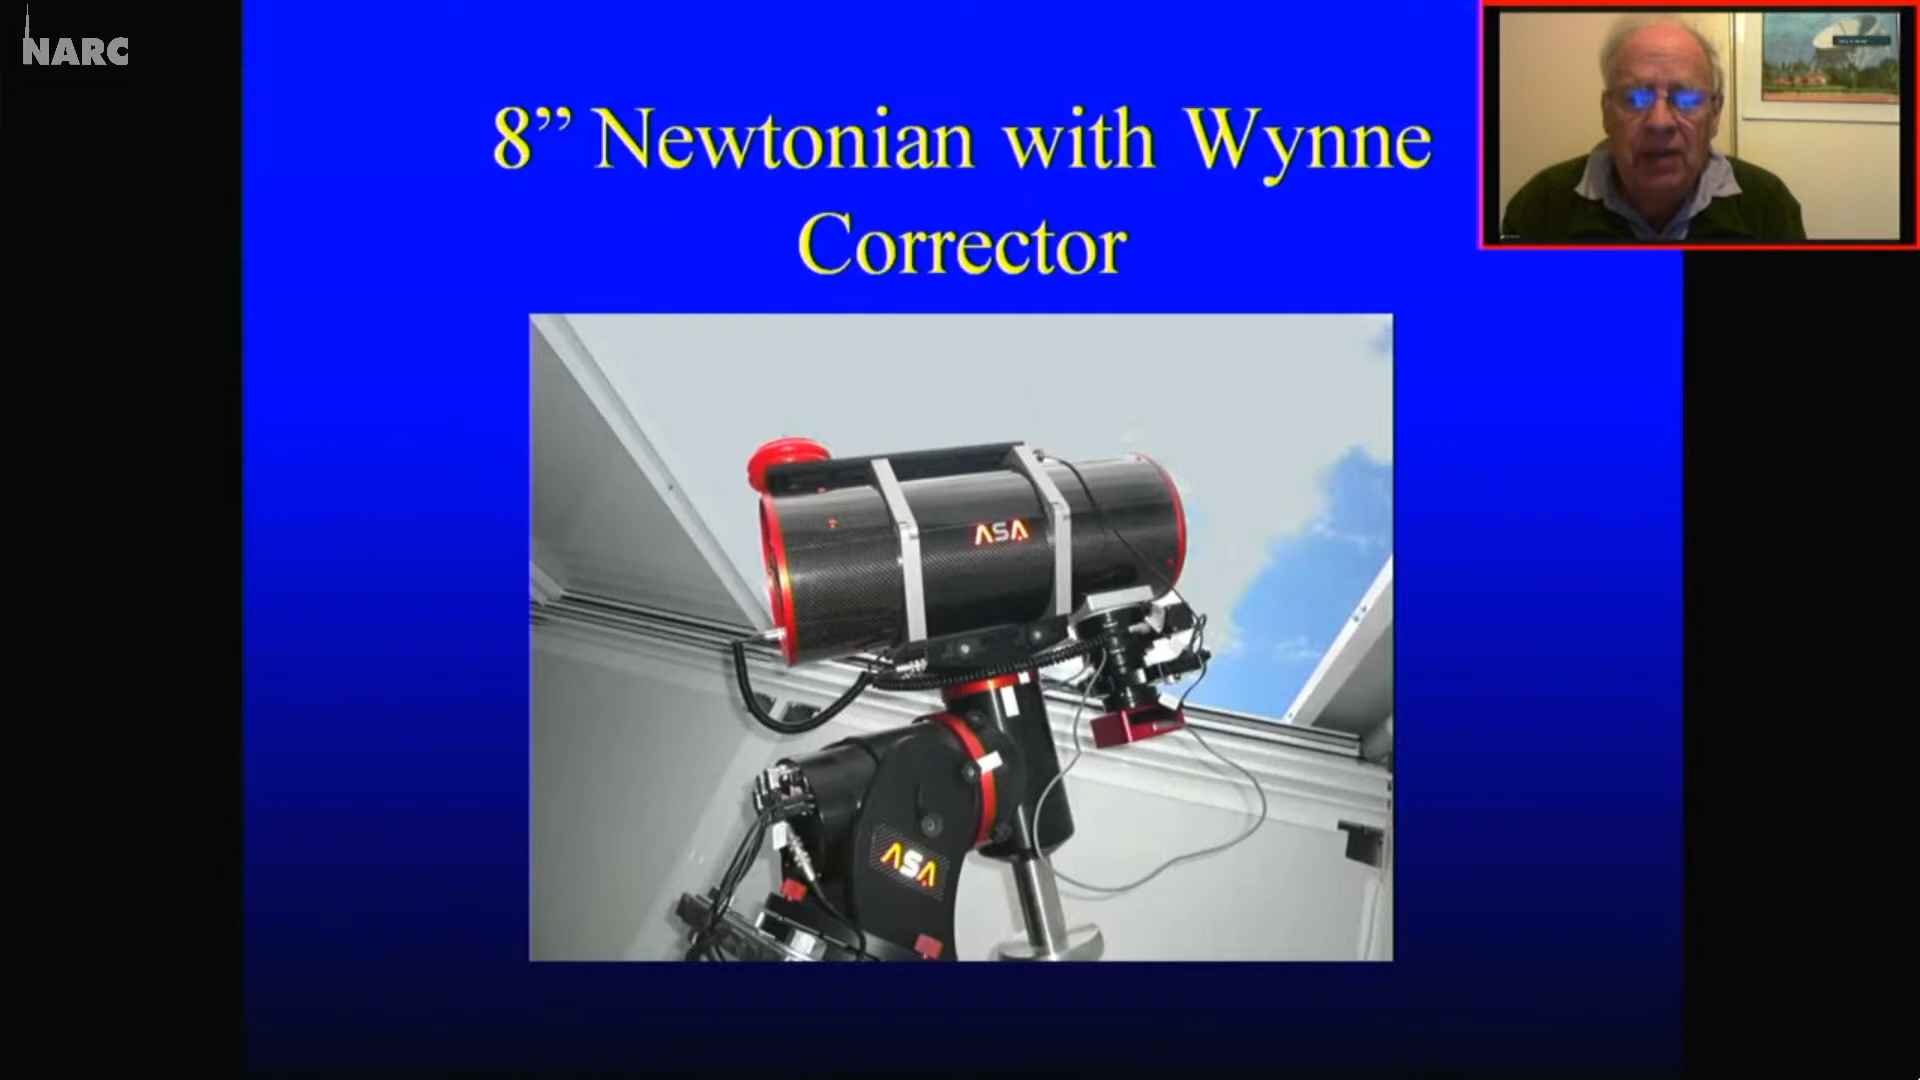 NARC
8” Newtonian with Wynne
Corrector
ASA
ASA